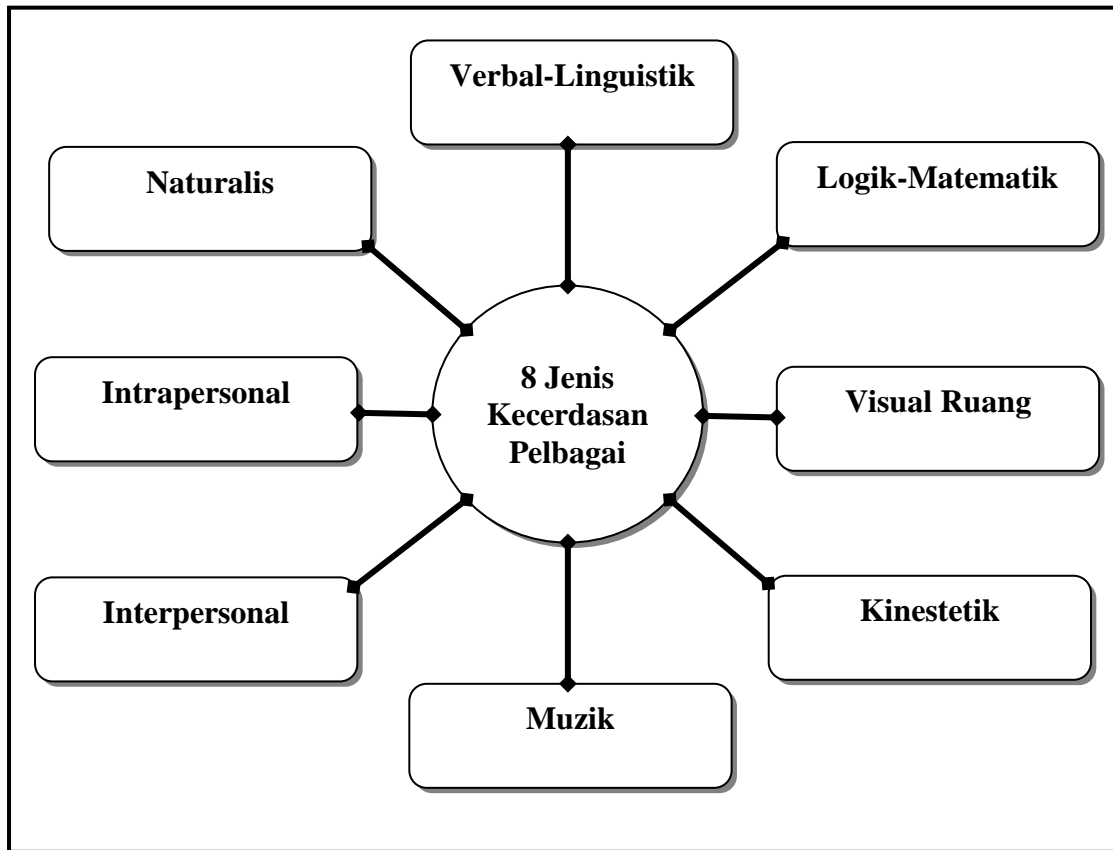 Verbal-Linguistik
Logik-Matematik
Naturalis
Visual Ruang
Intrapersonal
8 Jenis
Kecerdasan
Pelbagai
Kinestetik
Interpersonal
Muzik